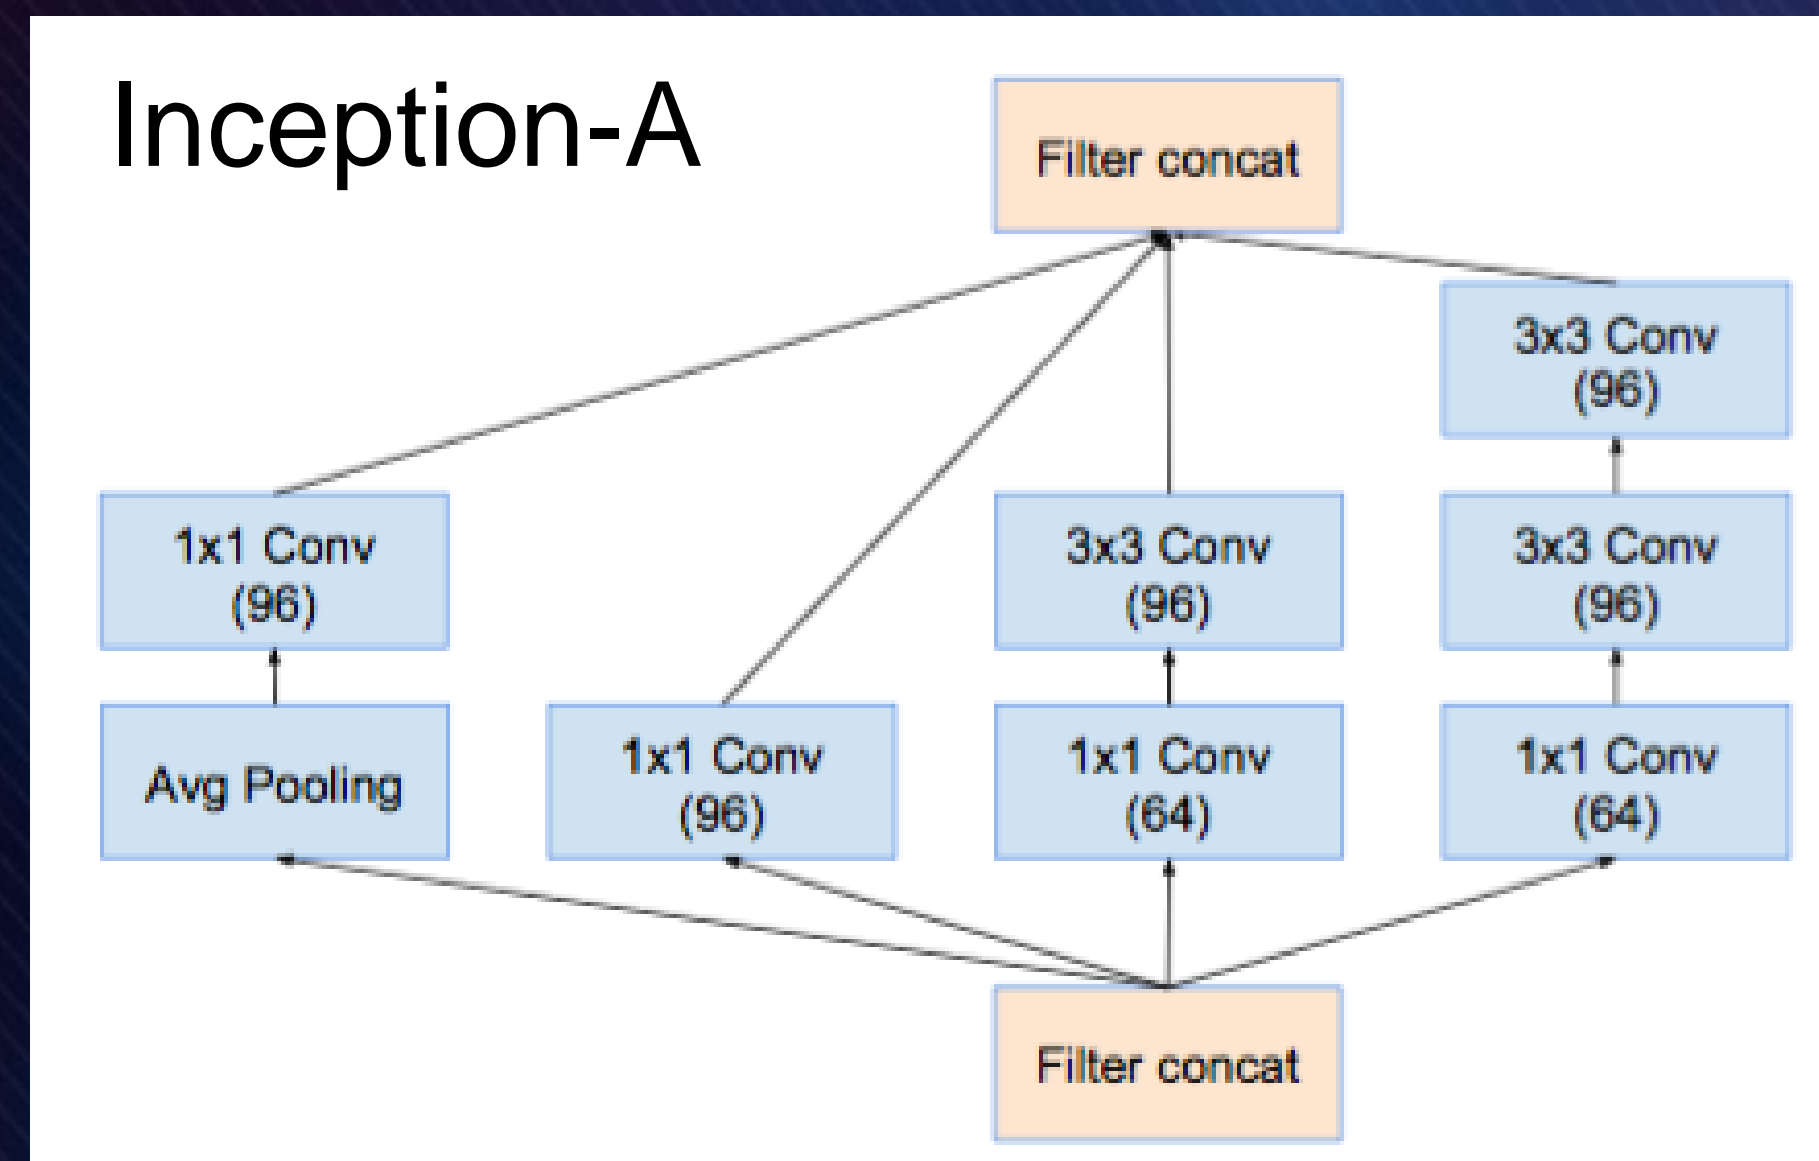 Inception-A
Filter concat
3x3 Conv
(96)
1x1 Conv
(96)
3x3 Conv
(96)
3x3 Conv
(96)
Avg Pooling
1x1 Conv
(96)
1x1 Conv
(64)
1x1 Conv
(64)
Filter concat